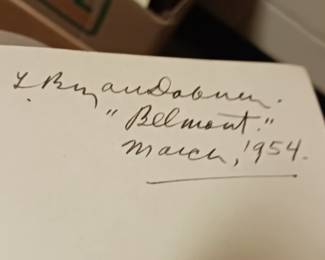 L. Bryan Dabney.
"Belmont."
March, 1954.